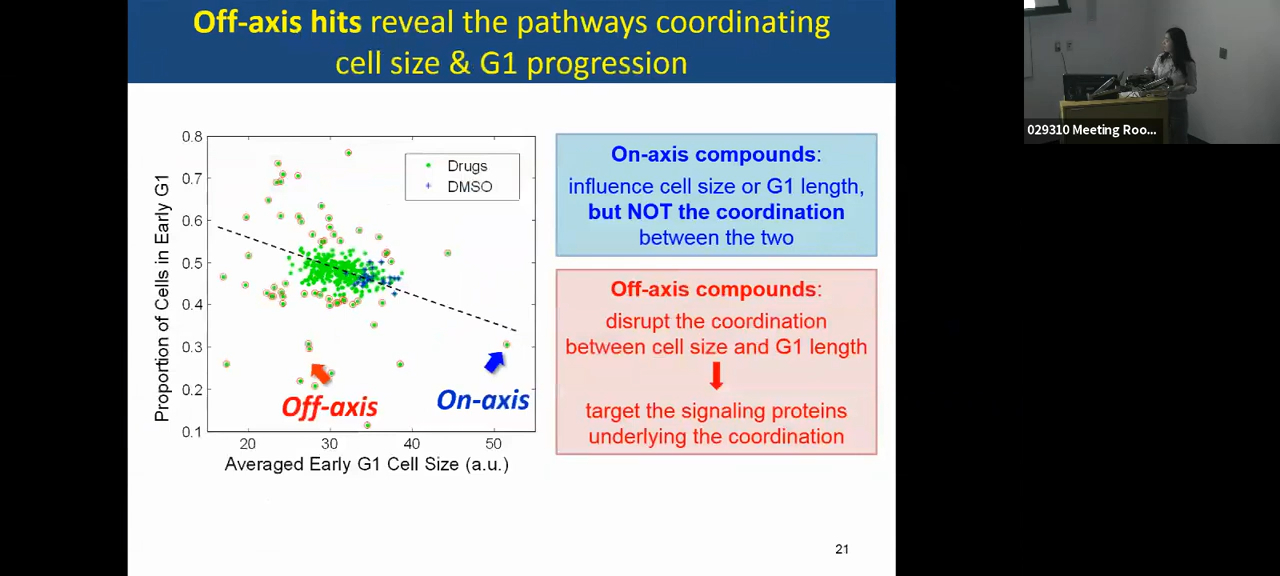 Off-axis hits reveal the pathways coordinating
cell size & G1 progression
029310 Meeting Roo...
Proportion of Cells in Early G1
0.8
0.7
0.6
0.5
0.4
0.3
0.2
0.1
Drugs
DMSO
Off-axis
On-axis
20
30
40
50
Averaged Early G1 Cell Size (a.u.)
On-axis compounds:
influence cell size or G1 length,
but NOT the coordination
between the two
Off-axis compounds:
disrupt the coordination
between cell size and G1 length
target the signaling proteins
underlying the coordination
21